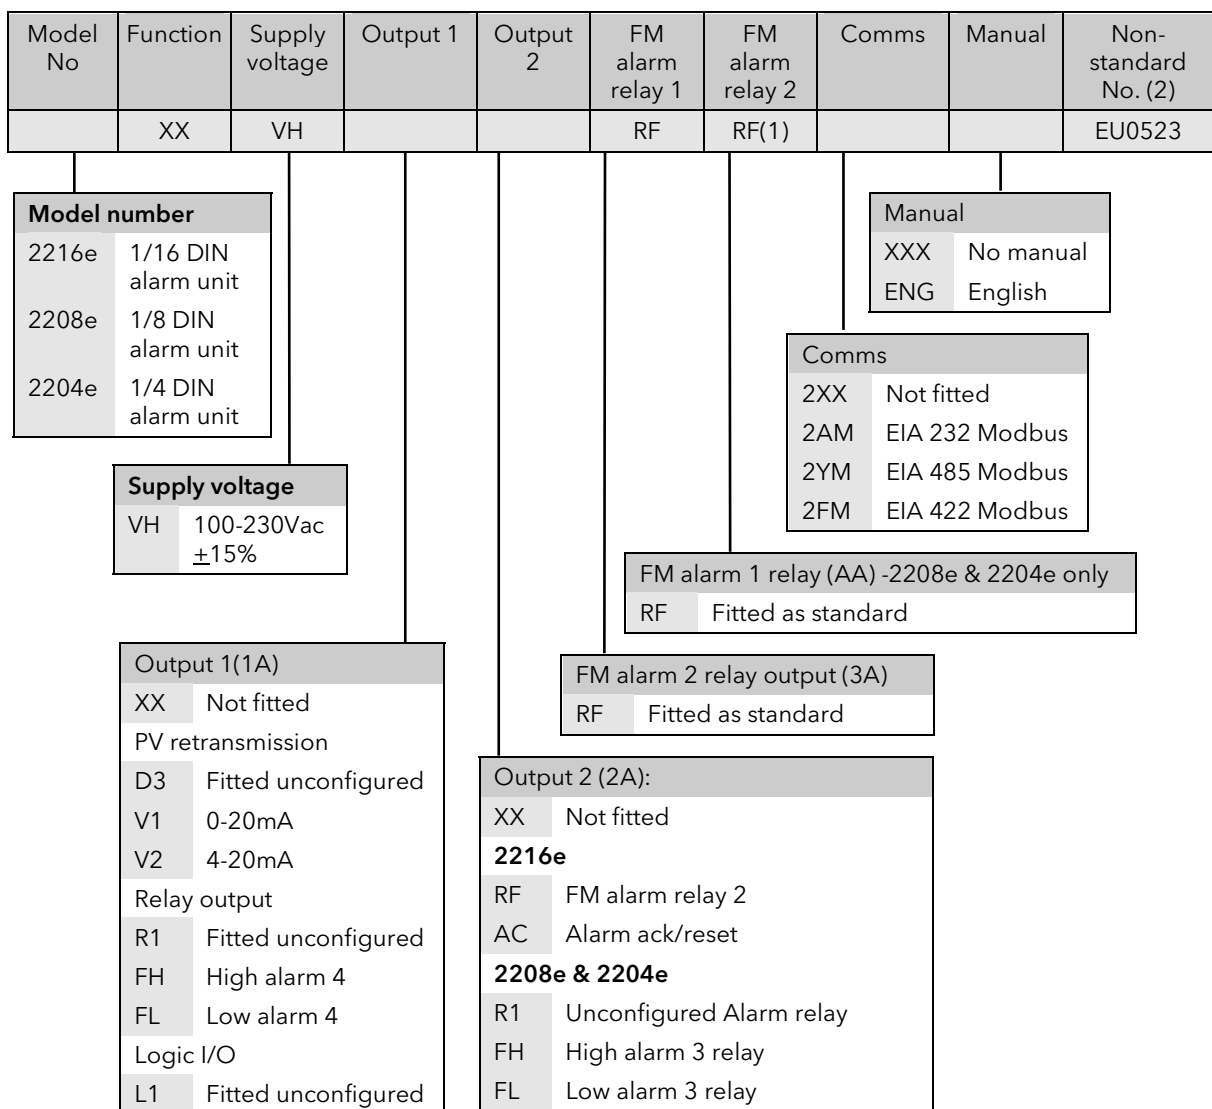 Model No | Function | Supply voltage | Output 1 | Output 2 | FM alarm relay 1 | FM alarm relay 2 | Comms | Manual | Non-standard No. (2)
XX | VH | RF | RF(1) | EU0523
Model number
2216e 1/16 DIN
alarm unit
2208e 1/8 DIN
alarm unit
2204e 1/4 DIN
alarm unit
Manual
XXX No manual
ENG English
Comms
2XX Not fitted
2AM EIA 232 Modbus
2YM EIA 485 Modbus
2FM EIA 422 Modbus
Supply voltage
VH 100-230Vac
±15%
FM alarm 1 relay (AA) -2208e & 2204e only
RF Fitted as standard
FM alarm 2 relay output (3A)
RF Fitted as standard
Output 1(1A)
XX Not fitted
PV retransmission
D3 Fitted unconfigured
V1 0-20mA
V2 4-20mA
Relay output
R1 Fitted unconfigured
FH High alarm 4
FL Low alarm 4
Logic I/O
L1 Fitted unconfigured
Output 2 (2A):
XX Not fitted
2216e
RF FM alarm relay 2
AC Alarm ack/reset
2208e & 2204e
R1 Unconfigured Alarm relay
FH High alarm 3 relay
FL Low alarm 3 relay